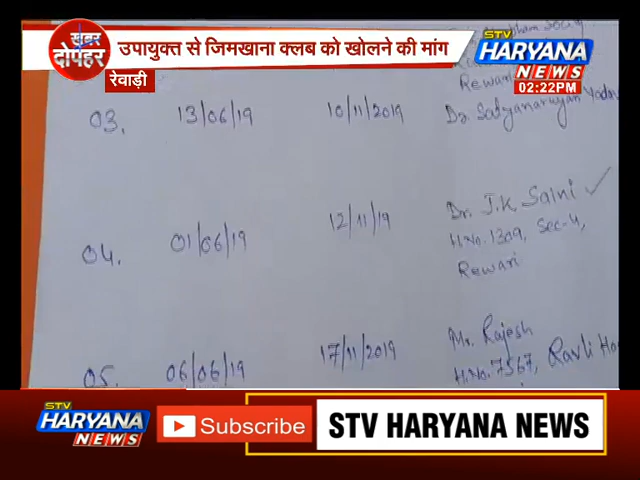 खबर
दोपहर
उपायुक्त से जिमखाना क्लब को खोलने की मांग
रेवाड़ी
STV
HARYANA
NEWS
02:22PM
Rewari
03. 13/06/19 10/11/2019 Dr. Satyanarayan Yadav
04. 01/06/19 12/11/19 Dr. J.K Saini
H.No. 1309, Sec-4,
Rewari
05. 06/06/19 17/11/2019 Mr. Rajesh
H.No. 7567, Ravli
STV
HARYANA
NEWS
Subscribe
STV HARYANA NEWS